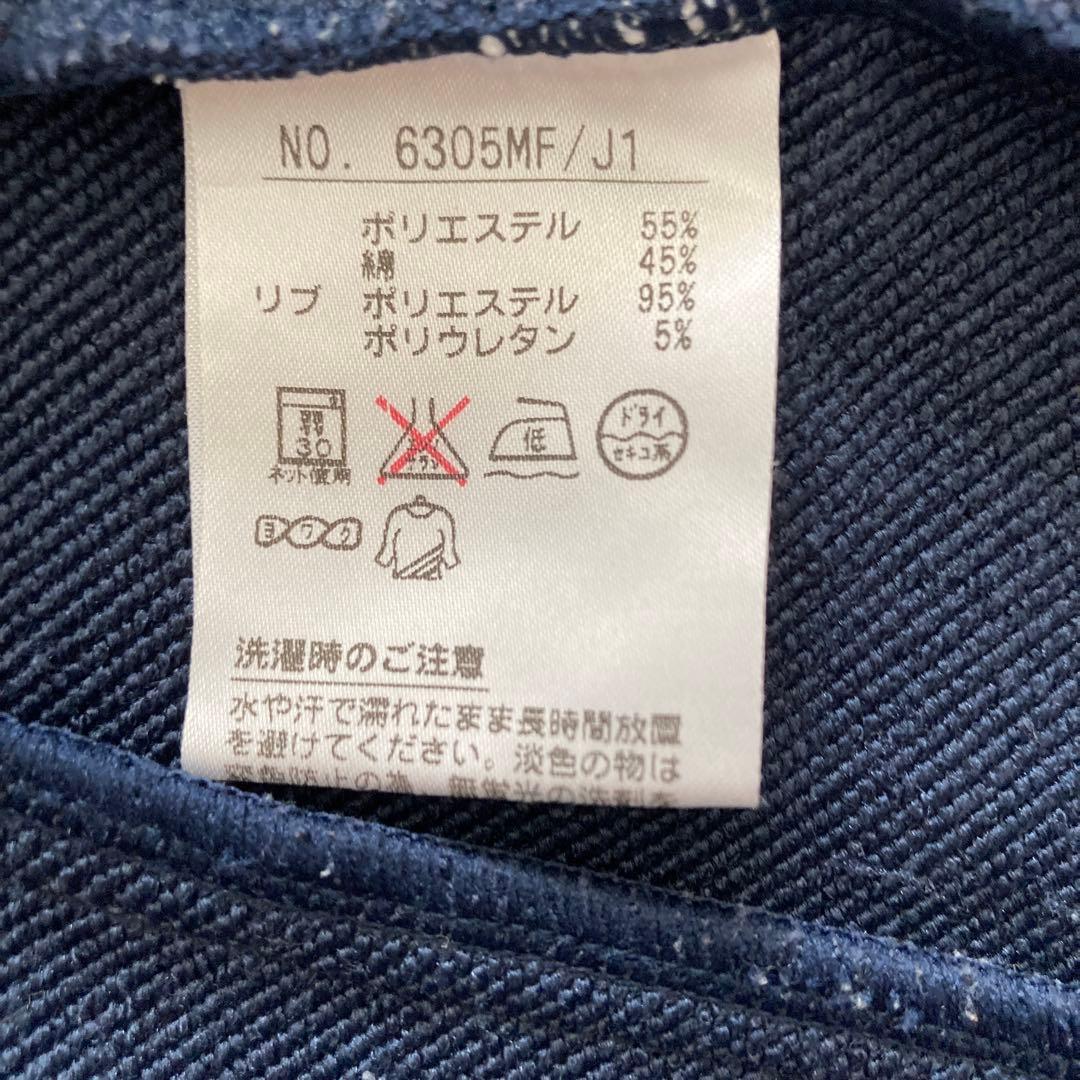 NO. 6305MF/J1
ポリエステル 55%
綿 45%
リブ ポリエステル 95%
ポリウレタン 5%
弱
30
ネット使用
低
ドライ
セキユ系
ヨワク
洗濯時のご注意
水や汗で濡れたまま長時間放置
を避けてください。淡色の物は